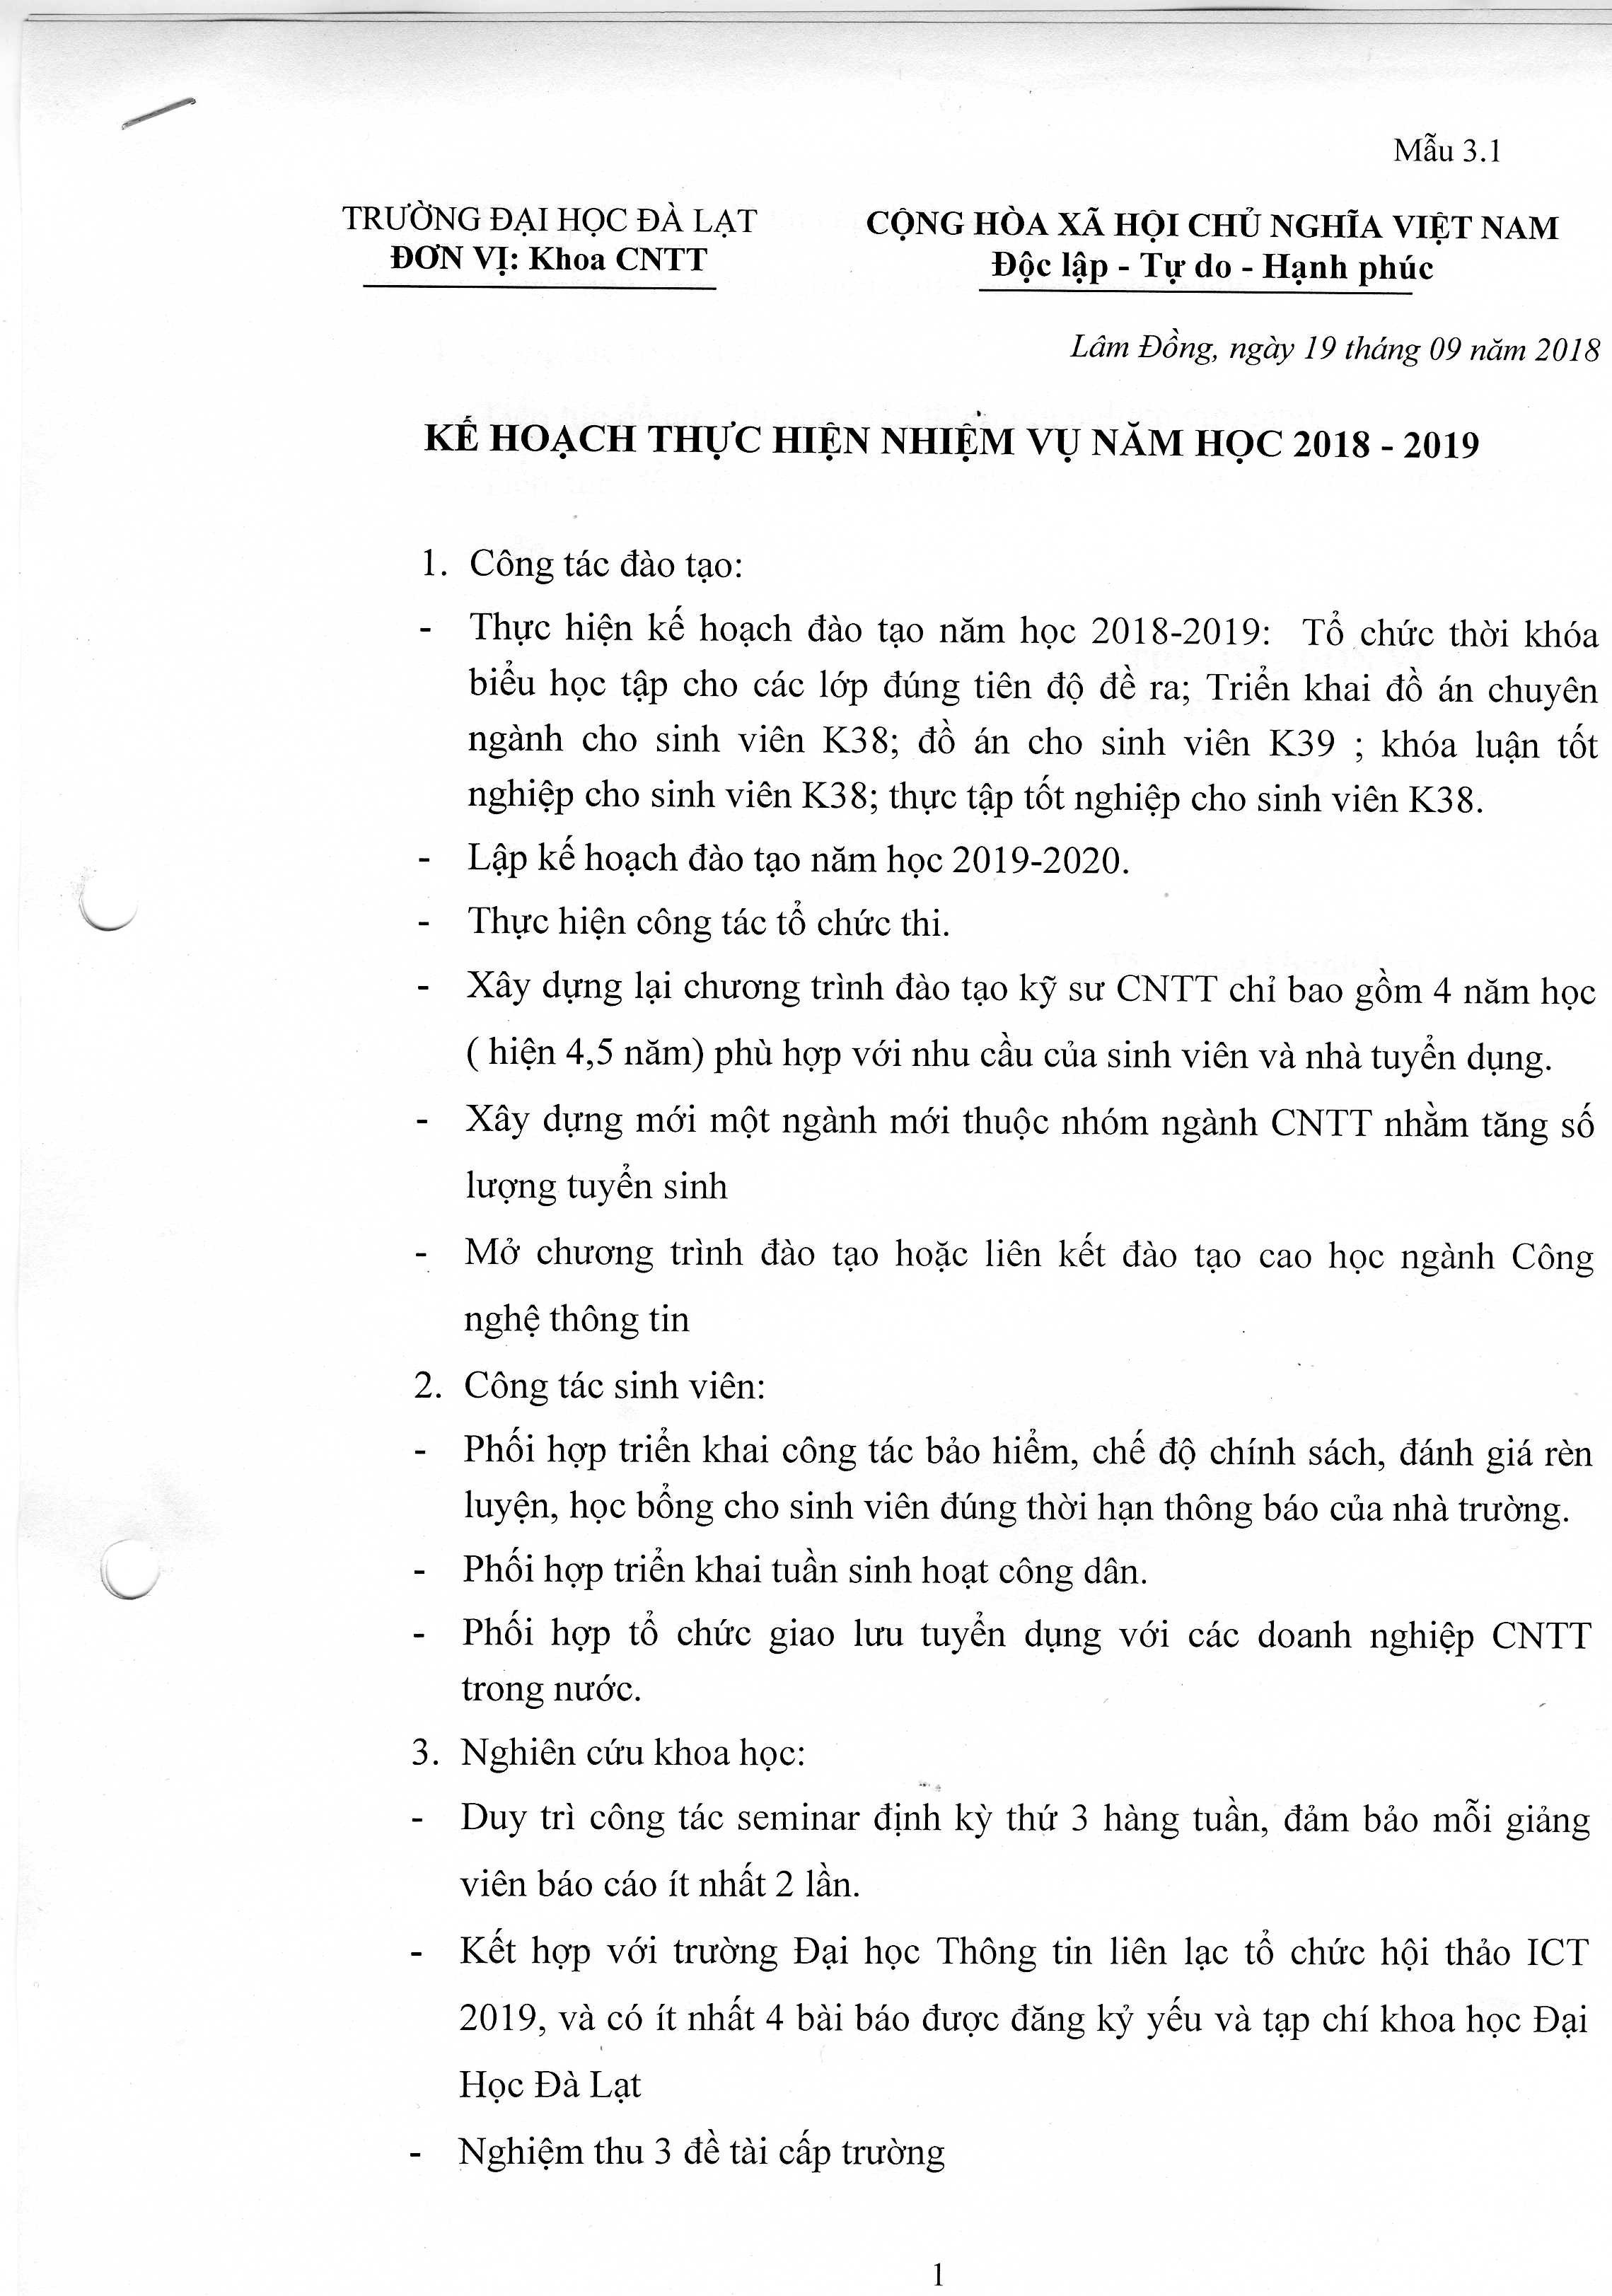 Mẫu 3.1
TRƯỜNG ĐẠI HỌC ĐÀ LẠT
ĐƠN VỊ: Khoa CNTT
CỘNG HÒA XÃ HỘI CHỦ NGHĨA VIỆT NAM
Độc lập - Tự do - Hạnh phúc
Lâm Đồng, ngày 19 tháng 09 năm 2018
KẾ HOẠCH THỰC HIỆN NHIỆM VỤ NĂM HỌC 2018 - 2019
1. Công tác đào tạo:
- Thực hiện kế hoạch đào tạo năm học 2018-2019: Tổ chức thời khóa
biểu học tập cho các lớp đúng tiên độ đề ra; Triển khai đồ án chuyên
ngành cho sinh viên K38; đồ án cho sinh viên K39 ; khóa luận tốt
nghiệp cho sinh viên K38; thực tập tốt nghiệp cho sinh viên K38.
- Lập kế hoạch đào tạo năm học 2019-2020.
- Thực hiện công tác tổ chức thi.
- Xây dựng lại chương trình đào tạo kỹ sư CNTT chỉ bao gồm 4 năm học
( hiện 4,5 năm) phù hợp với nhu cầu của sinh viên và nhà tuyển dụng.
- Xây dựng mới một ngành mới thuộc nhóm ngành CNTT nhằm tăng số
lượng tuyển sinh
- Mở chương trình đào tạo hoặc liên kết đào tạo cao học ngành Công
nghệ thông tin
2. Công tác sinh viên:
- Phối hợp triển khai công tác bảo hiểm, chế độ chính sách, đánh giá rèn
luyện, học bổng cho sinh viên đúng thời hạn thông báo của nhà trường.
- Phối hợp triển khai tuần sinh hoạt công dân.
- Phối hợp tổ chức giao lưu tuyển dụng với các doanh nghiệp CNTT
trong nước.
3. Nghiên cứu khoa học:
- Duy trì công tác seminar định kỳ thứ 3 hàng tuần, đảm bảo mỗi giảng
viên báo cáo ít nhất 2 lần.
- Kết hợp với trường Đại học Thông tin liên lạc tổ chức hội thảo ICT
2019, và có ít nhất 4 bài báo được đăng kỷ yếu và tạp chí khoa học Đại
Học Đà Lạt
- Nghiệm thu 3 đề tài cấp trường
1